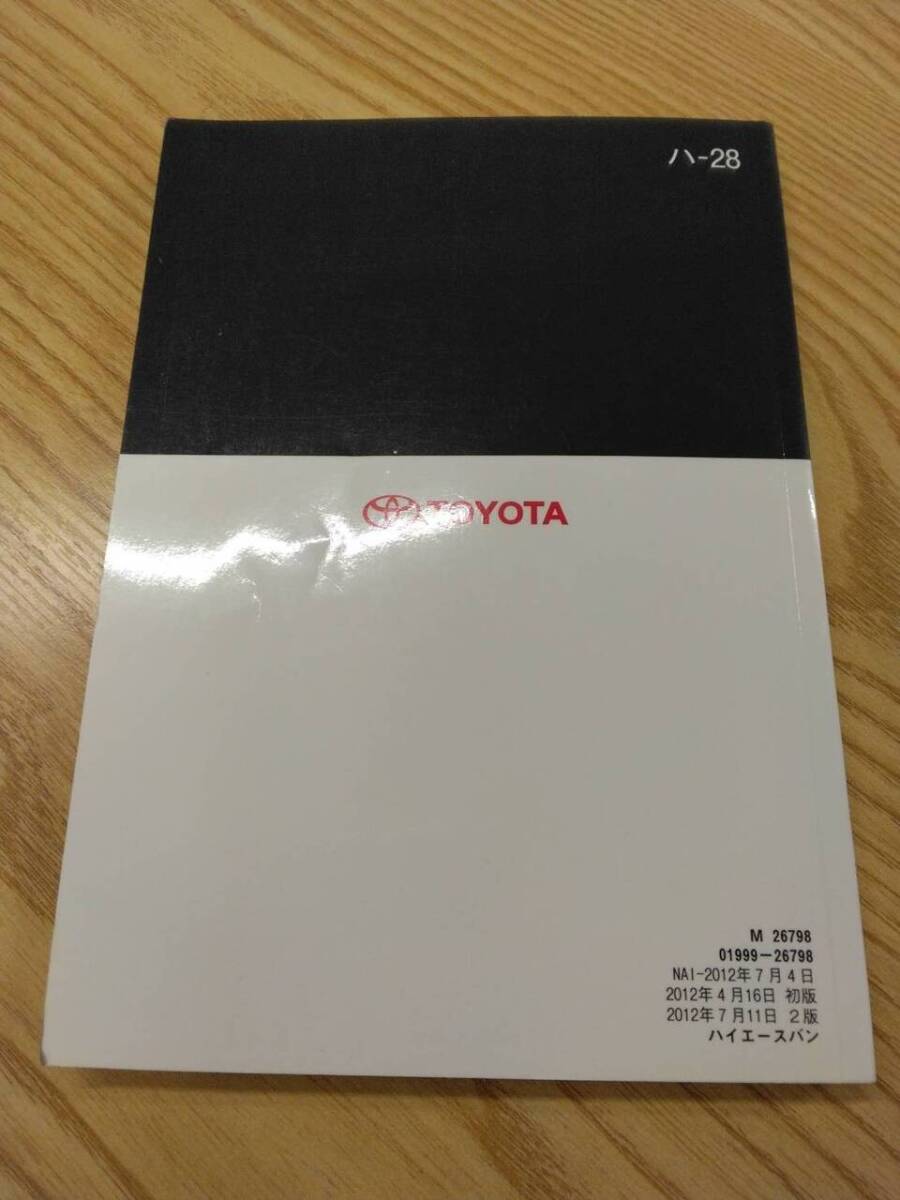 ハ-28
TOYOTA
M 26798
01999-26798
NAI-2012年7月4日
2012年4月16日 初版
2012年7月11日 2版
ハイエースバン